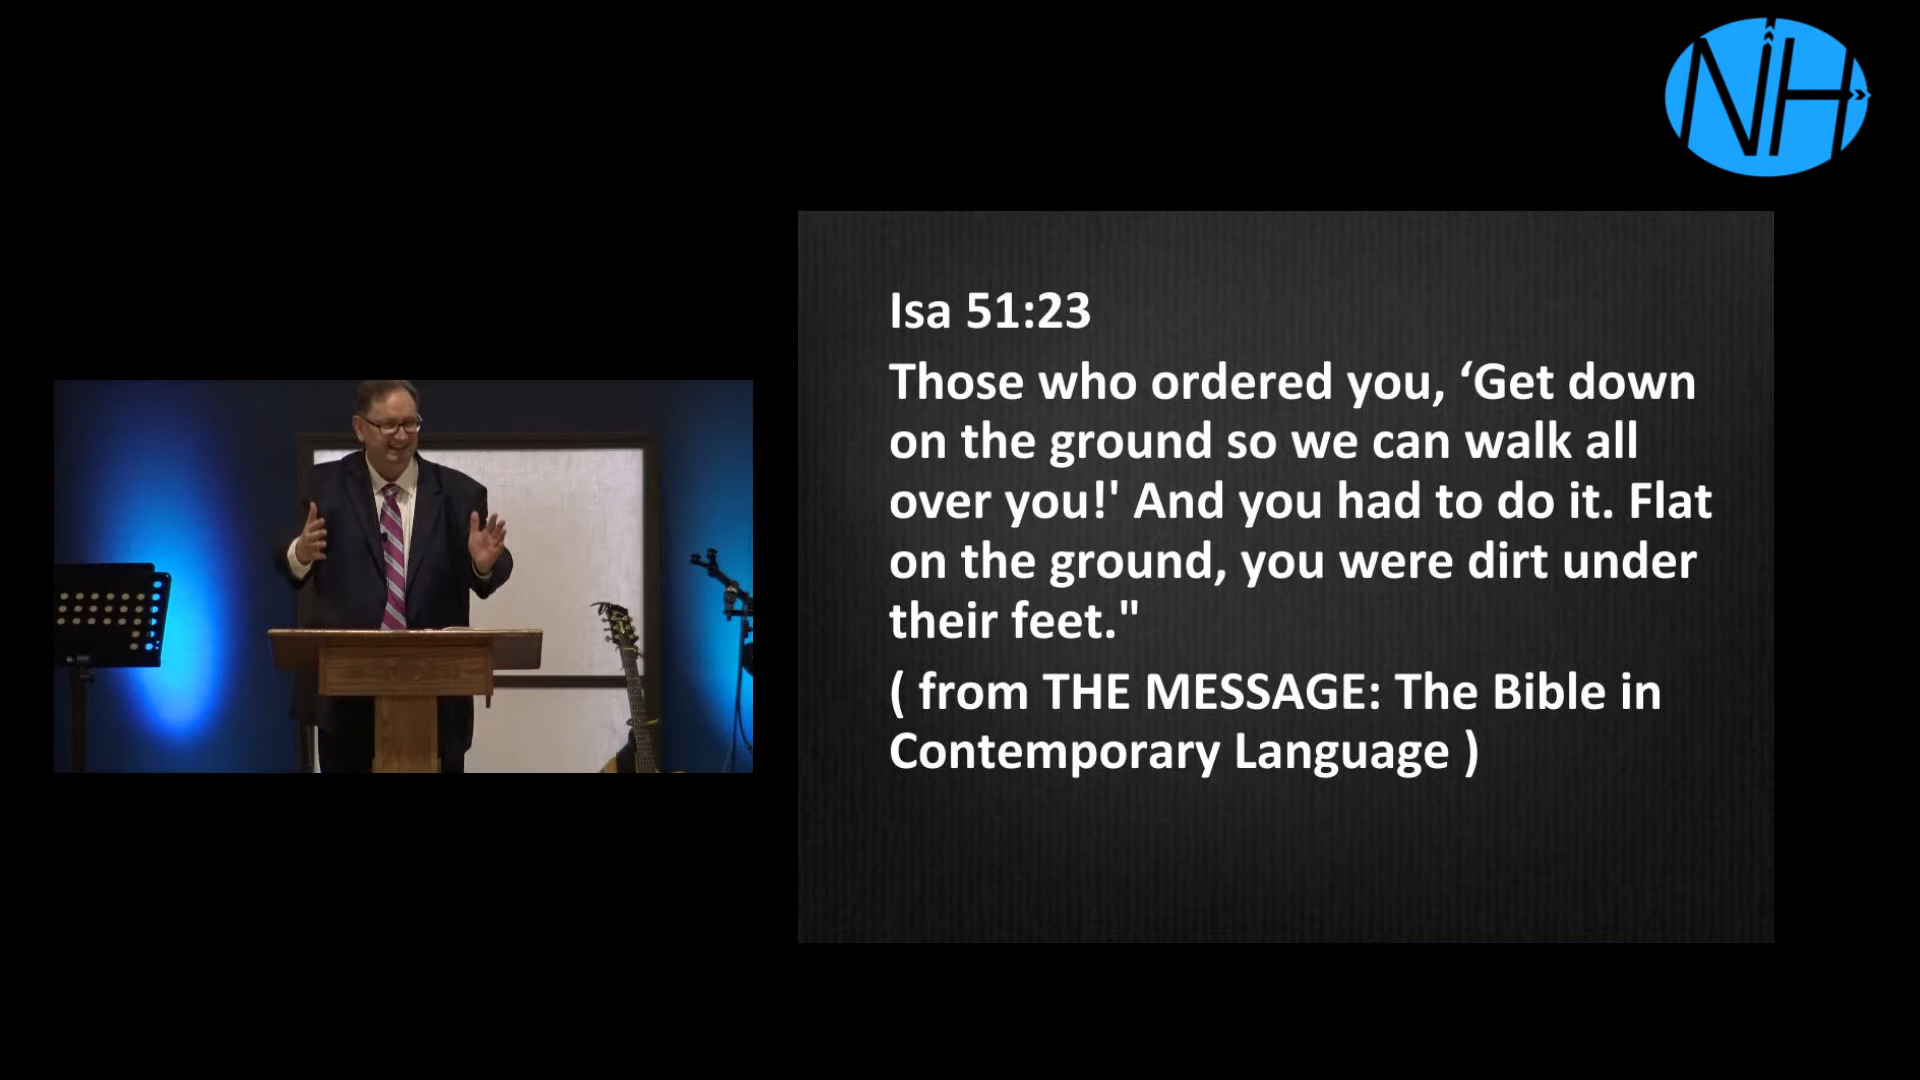 NH
Isa 51:23
Those who ordered you, ‘Get down
on the ground so we can walk all
over you!' And you had to do it. Flat
on the ground, you were dirt under
their feet."
( from THE MESSAGE: The Bible in
Contemporary Language )